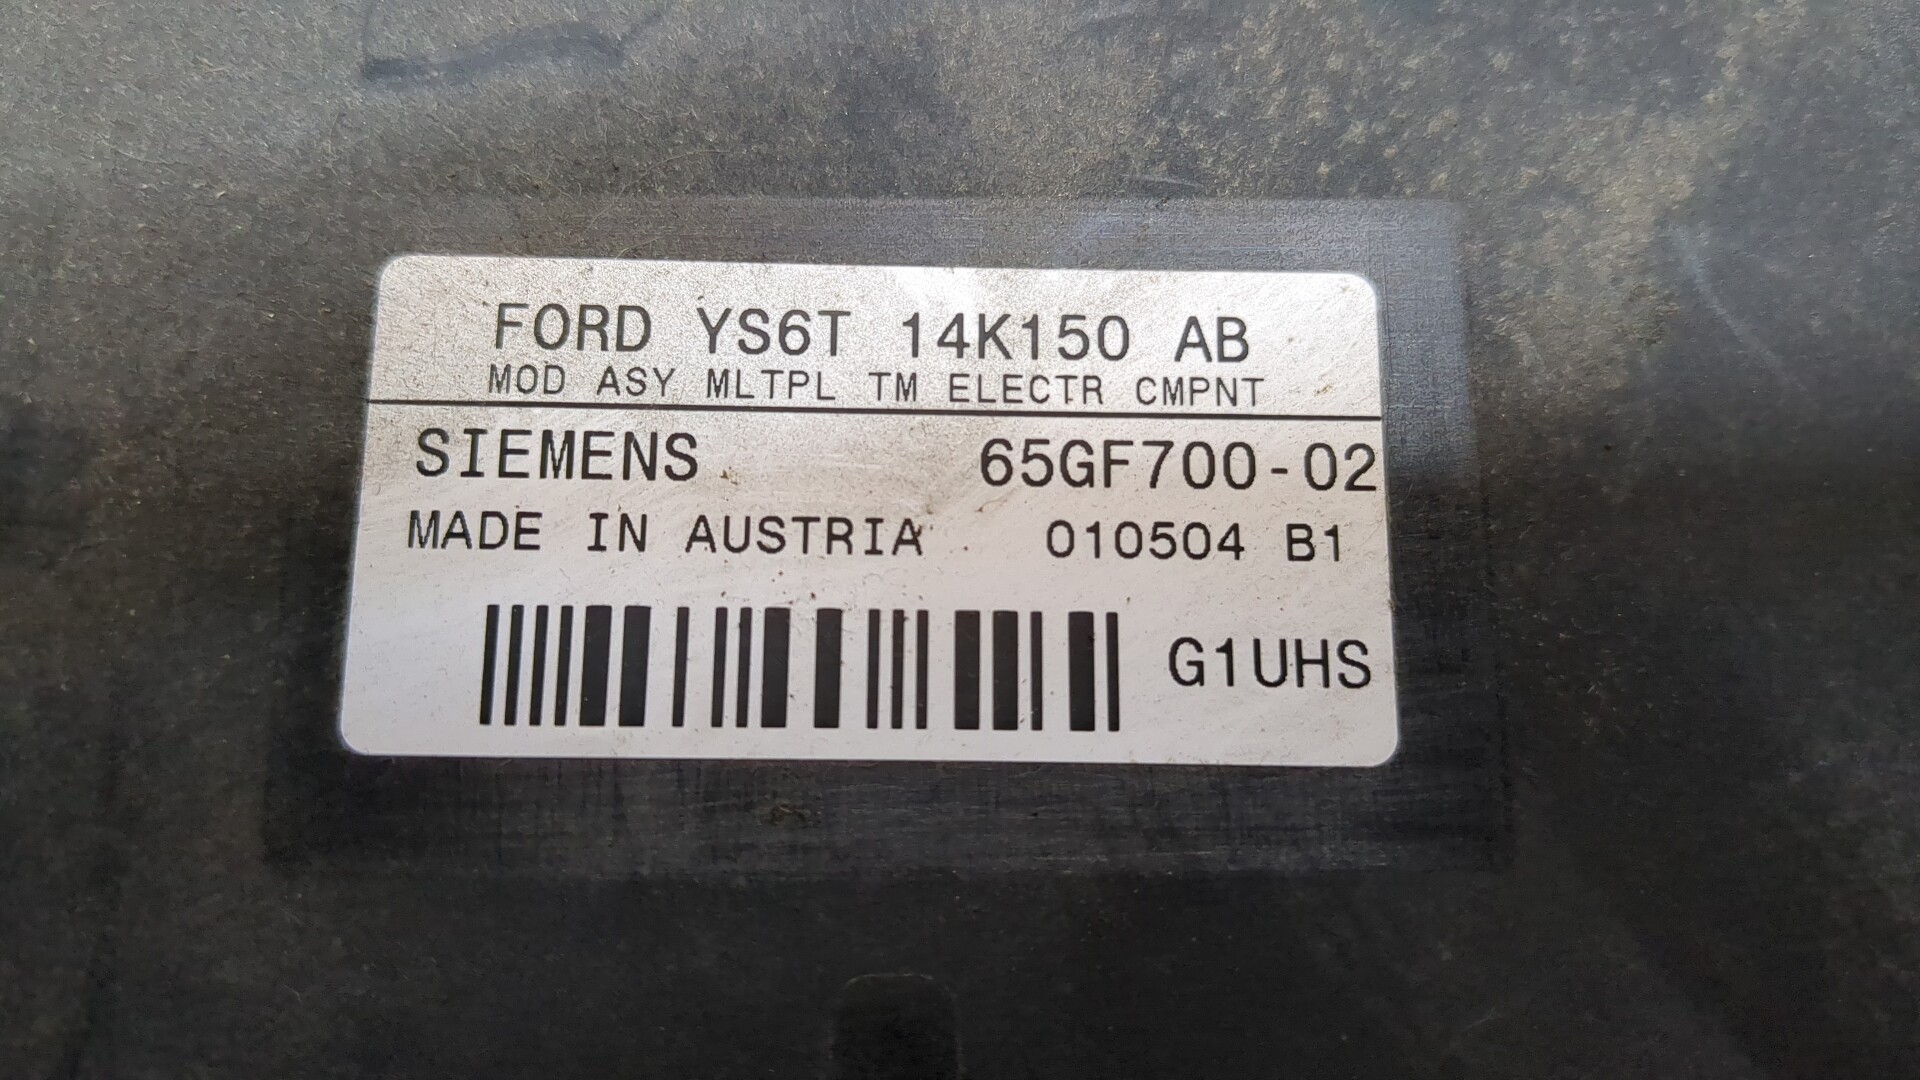 FORD YS6T 14K150 AB
MOD ASY MLTPL TM ELECTR CMPNT
SIEMENS 65GF700-02
MADE IN AUSTRIA 010504 B1
G1UHS